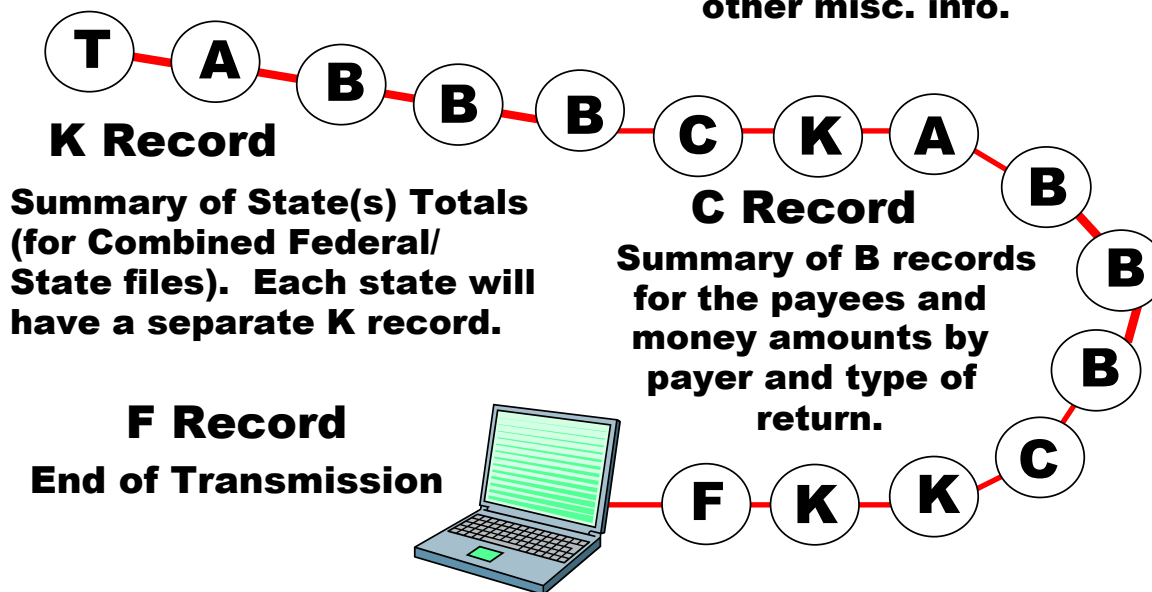 other misc. info.
T A B B B C K A B B B C K K F
K Record
Summary of State(s) Totals
(for Combined Federal/
State files). Each state will
have a separate K record.
C Record
Summary of B records
for the payees and
money amounts by
payer and type of
return.
F Record
End of Transmission